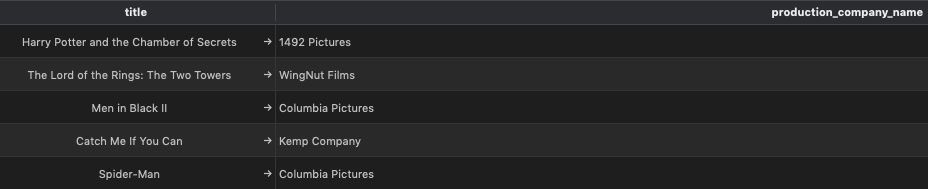 title production_company_name
Harry Potter and the Chamber of Secrets → 1492 Pictures
The Lord of the Rings: The Two Towers → WingNut Films
Men in Black II → Columbia Pictures
Catch Me If You Can → Kemp Company
Spider-Man → Columbia Pictures